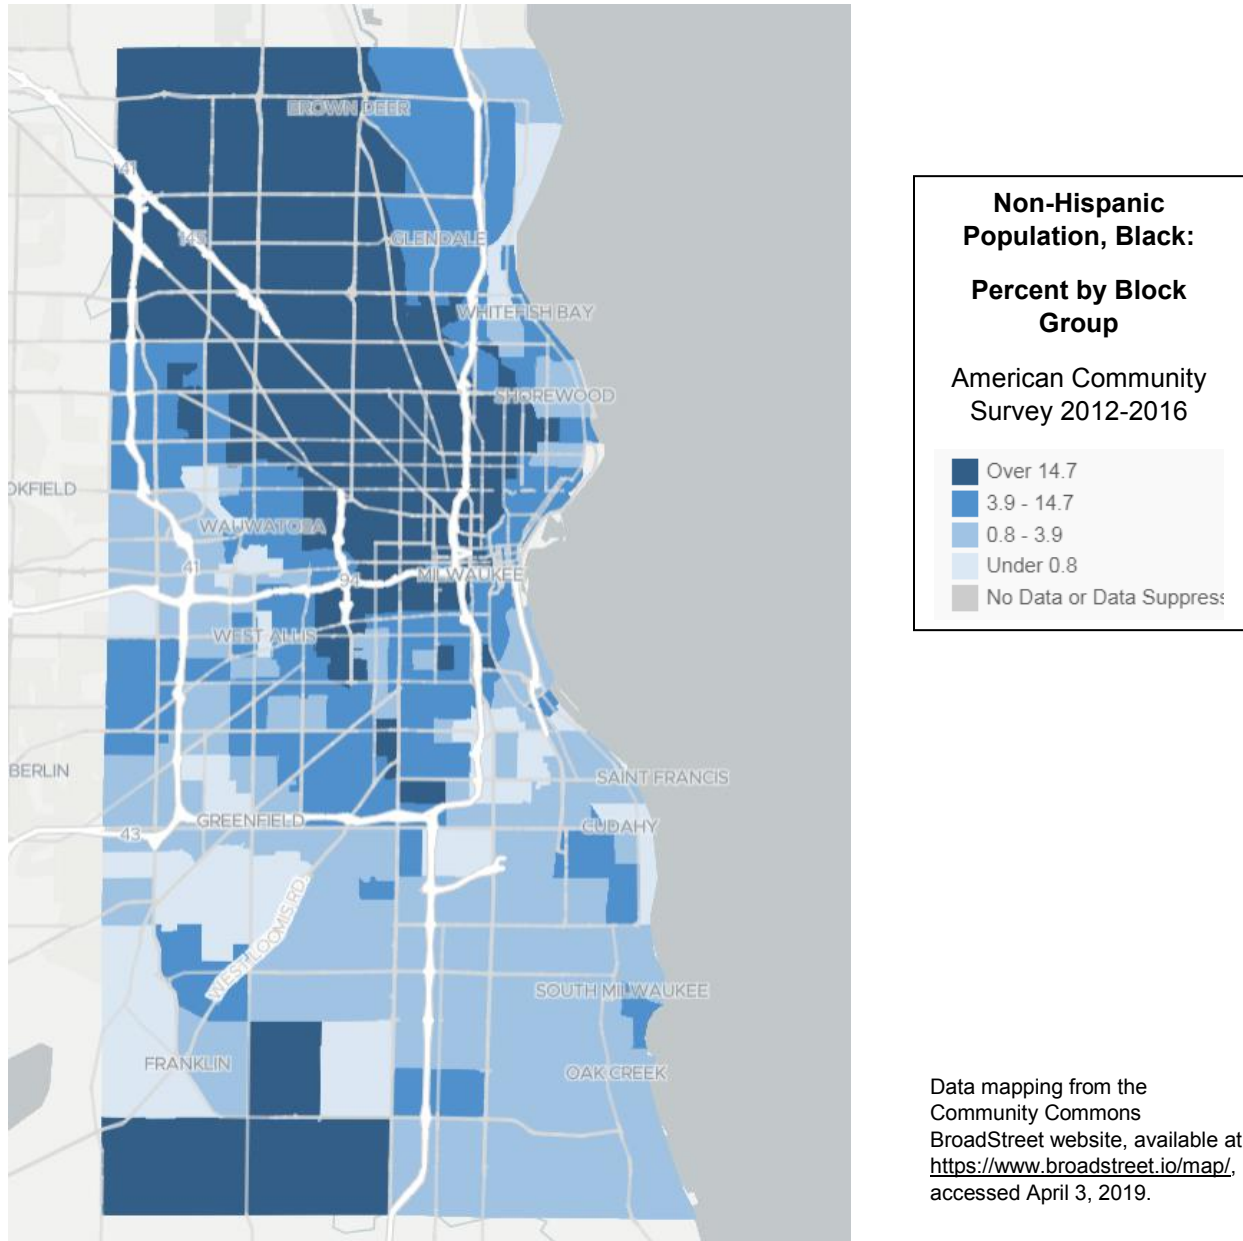 BROWN DEER
41
145
GLENDALE
WHITEFISH BAY
SHOREWOOD
OKFIELD
WAUWATOSA
41
94
MILWAUKEE
WEST ALLIS
BERLIN
SAINT FRANCIS
GREENFIELD
43
CUDAHY
WEST LOOMIS RD.
SOUTH MILWAUKEE
FRANKLIN
OAK CREEK
Non-Hispanic
Population, Black:
Percent by Block
Group
American Community
Survey 2012-2016
Over 14.7
3.9 - 14.7
0.8 - 3.9
Under 0.8
No Data or Data Suppress
Data mapping from the
Community Commons
BroadStreet website, available at
https://www.broadstreet.io/map/,
accessed April 3, 2019.